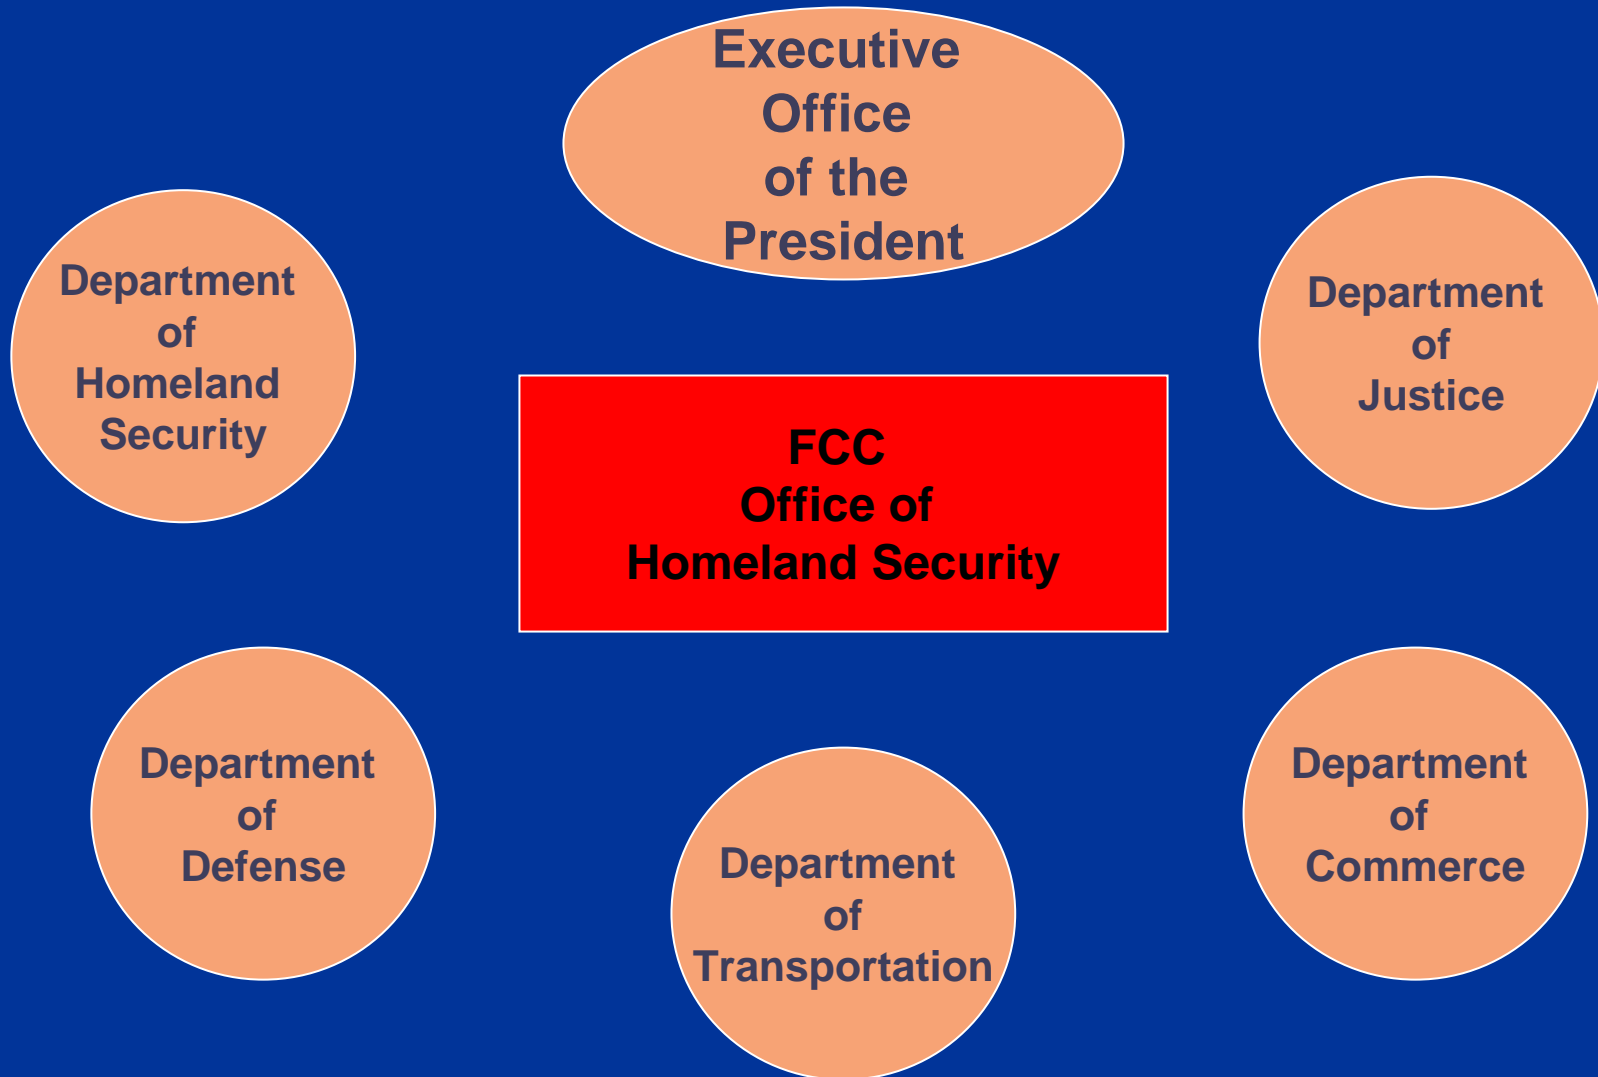 Executive
Office
of the
President
Department
of
Homeland
Security
Department
of
Justice
FCC
Office of
Homeland Security
Department
of
Defense
Department
of
Transportation
Department
of
Commerce